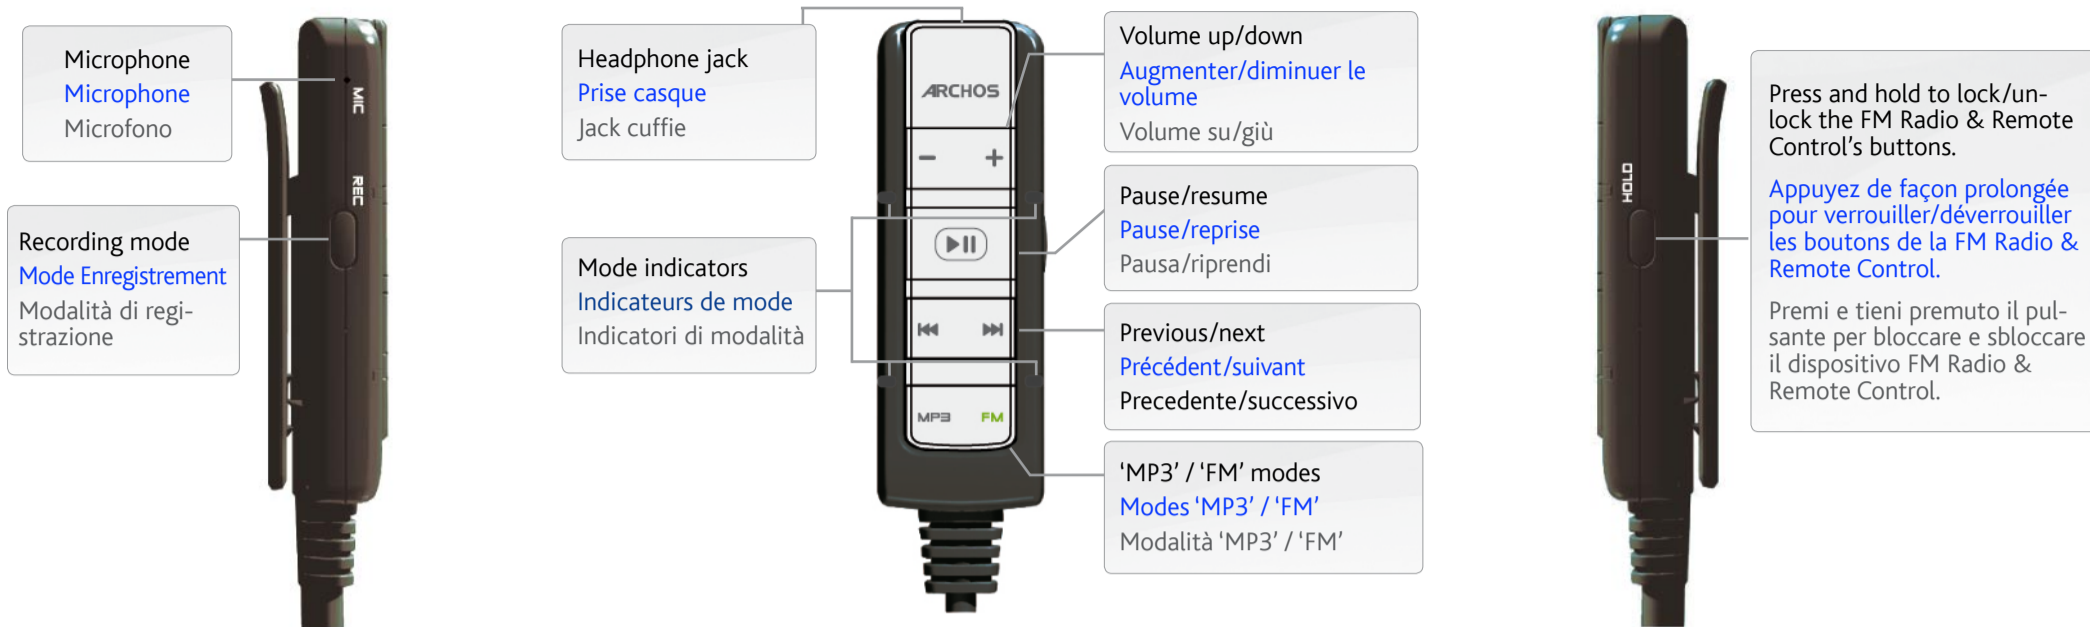 Microphone
Microphone
Microfono
MIC
REC
Recording mode
Mode Enregistrement
Modalità di regi-
strazione
Headphone jack
Prise casque
Jack cuffie
Mode indicators
Indicateurs de mode
Indicatori di modalità
ARCHOS
MP3 FM
Volume up/down
Augmenter/diminuer le
volume
Volume su/giù
Pause/resume
Pause/reprise
Pausa/riprendi
Previous/next
Précédent/suivant
Precedente/successivo
‘MP3’ / ‘FM’ modes
Modes ‘MP3’ / ‘FM’
Modalità ‘MP3’ / ‘FM’
HOLD
Press and hold to lock/un-
lock the FM Radio & Remote
Control’s buttons.
Appuyez de façon prolongée
pour verrouiller/déverrouiller
les boutons de la FM Radio &
Remote Control.
Premi e tieni premuto il pul-
sante per bloccare e sbloccare
il dispositivo FM Radio &
Remote Control.